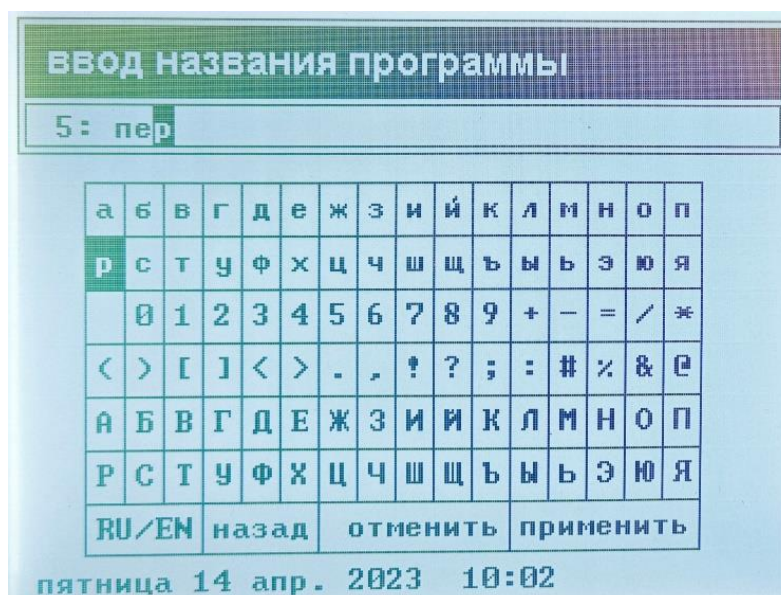 ввод названия программы
5: пер
а б в г д е ж з и й к л м н о п
р с т у ф х ц ч ш щ ъ ы ь э ю я
0 1 2 3 4 5 6 7 8 9 + - = / *
( ) [ ] < > . , ! ? ; : # % & @
А Б В Г Д Е Ж З И Й К Л М Н О П
Р С Т У Ф Х Ц Ч Ш Щ Ъ Ы Ь Э Ю Я
RU/EN назад отменить применить
пятница 14 апр. 2023 10:02